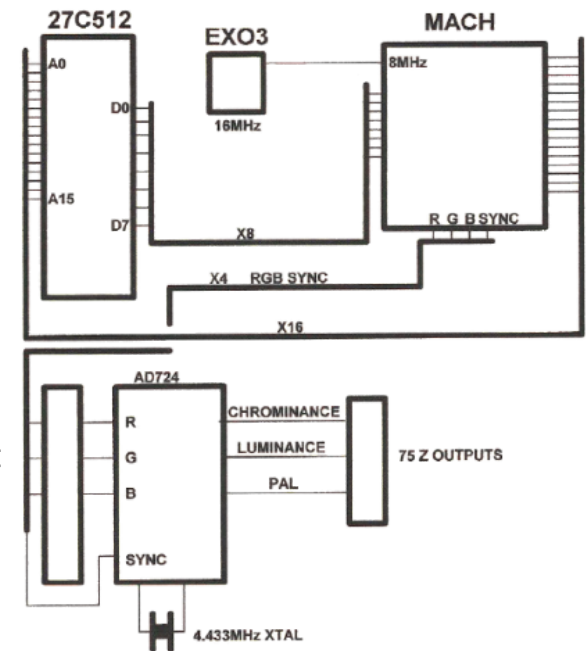 27C512
EXO3
MACH
A0
8MHz
D0
16MHz
A15
D7
R G B SYNC
X8
X4 RGB SYNC
X16
AD724
R
CHROMINANCE
G
LUMINANCE
75 Z OUTPUTS
B
PAL
SYNC
4.433MHz XTAL